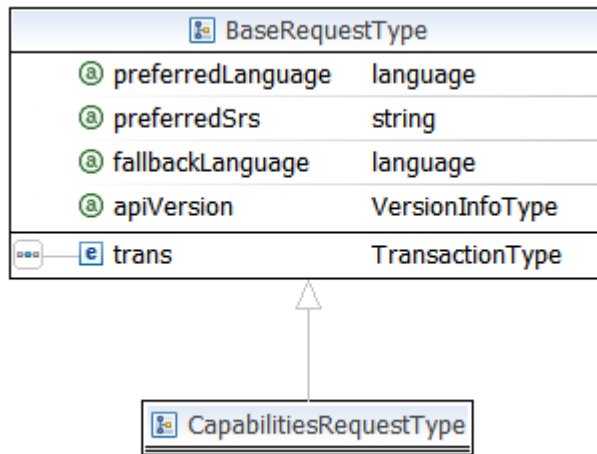 BaseRequestType
a preferredLanguage language
a preferredSrs string
a fallbackLanguage language
a apiVersion VersionInfoType
e trans TransactionType
CapabilitiesRequestType